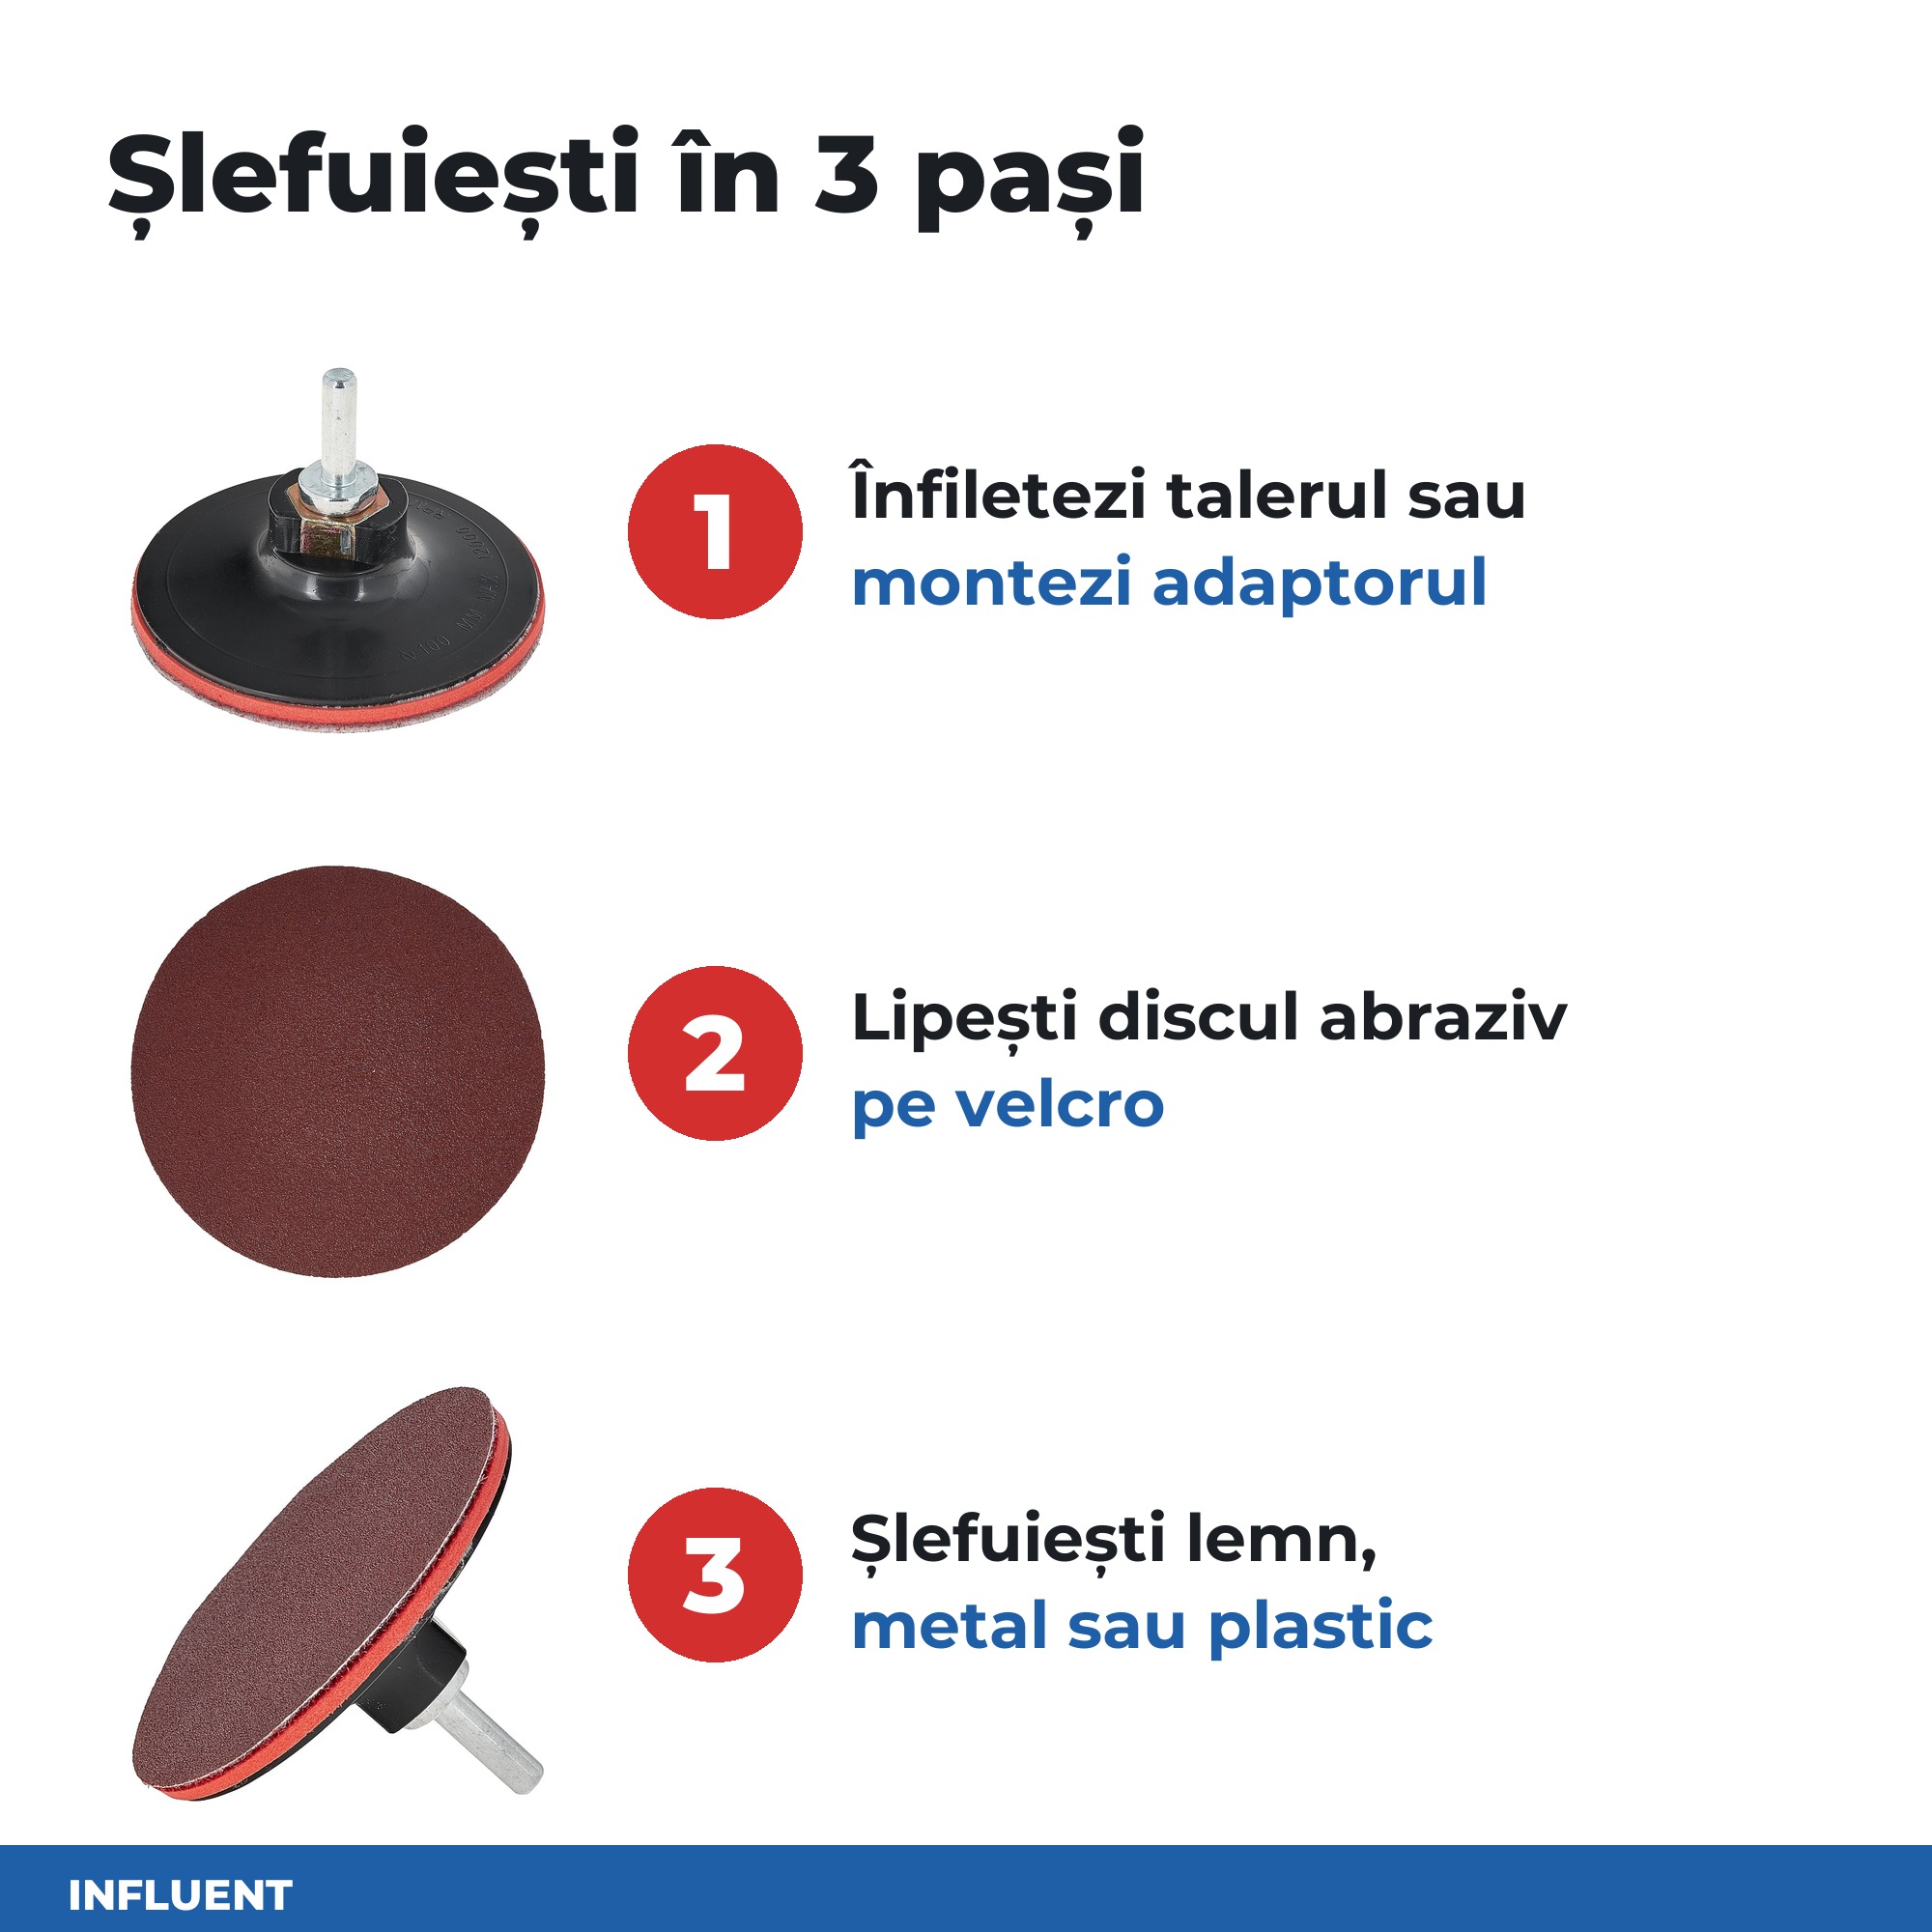 Șlefuiești în 3 pași
1
Înfiletezi talerul sau
montezi adaptorul
2
Lipești discul abraziv
pe velcro
3
Șlefuiești lemn,
metal sau plastic
INFLUENT